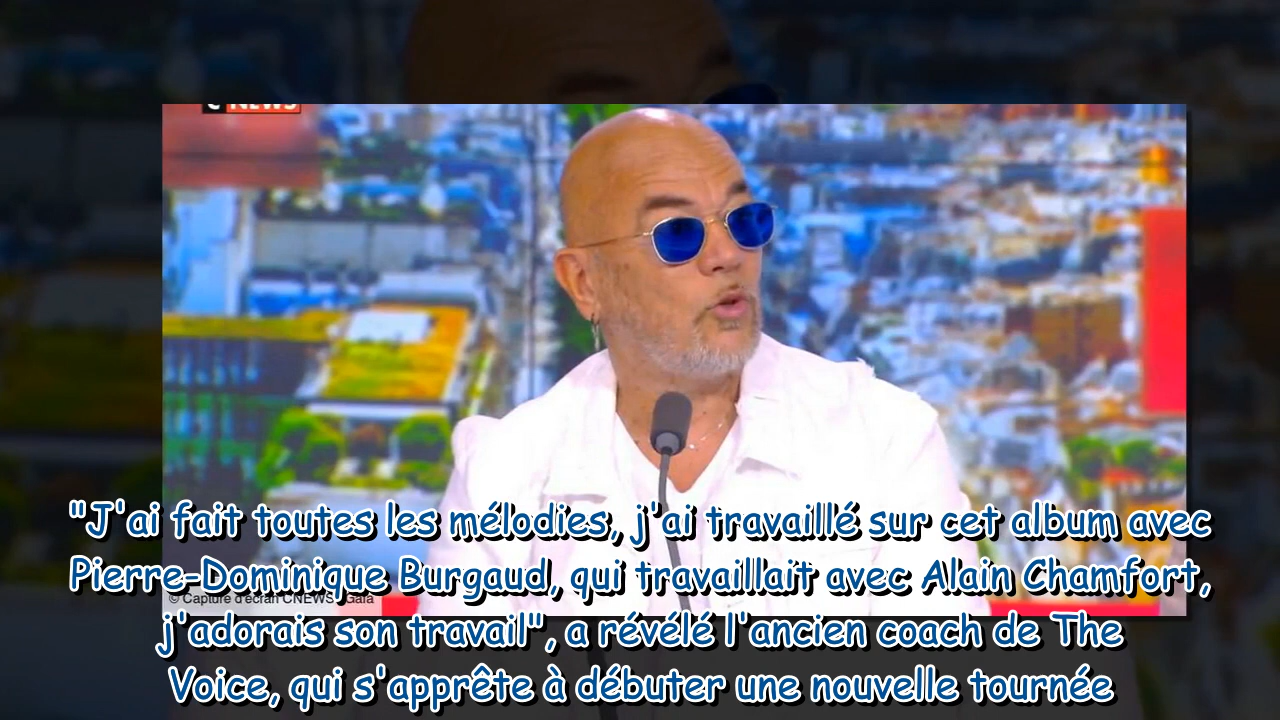 C NEWS
"J'ai fait toutes les mélodies, j'ai travaillé sur cet album avec
Pierre-Dominique Burgaud, qui travaillait avec Alain Chamfort,
© Capture d'écran CNEWS / Gala
j'adorais son travail", a révélé l'ancien coach de The
Voice, qui s'apprête à débuter une nouvelle tournée